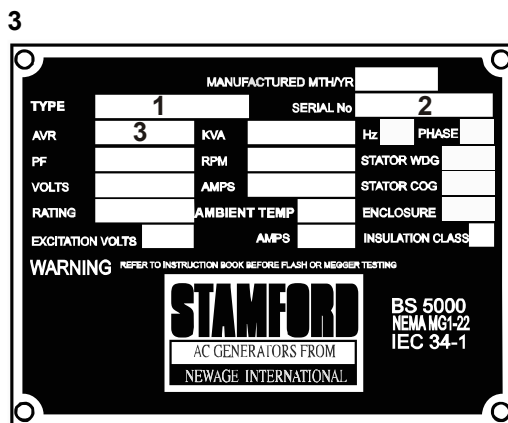 3
MANUFACTURED MTH/YR
TYPE 1 SERIAL No 2
AVR 3 KVA Hz PHASE
PF RPM STATOR WDG
VOLTS AMPS STATOR COG
RATING AMBIENT TEMP ENCLOSURE
EXCITATION VOLTS AMPS INSULATION CLASS
WARNING REFER TO INSTRUCTION BOOK BEFORE FLASH OR MEGGER TESTING
STAMFORD
AC GENERATORS FROM
NEWAGE INTERNATIONAL
BS 5000
NEMA MG1-22
IEC 34-1